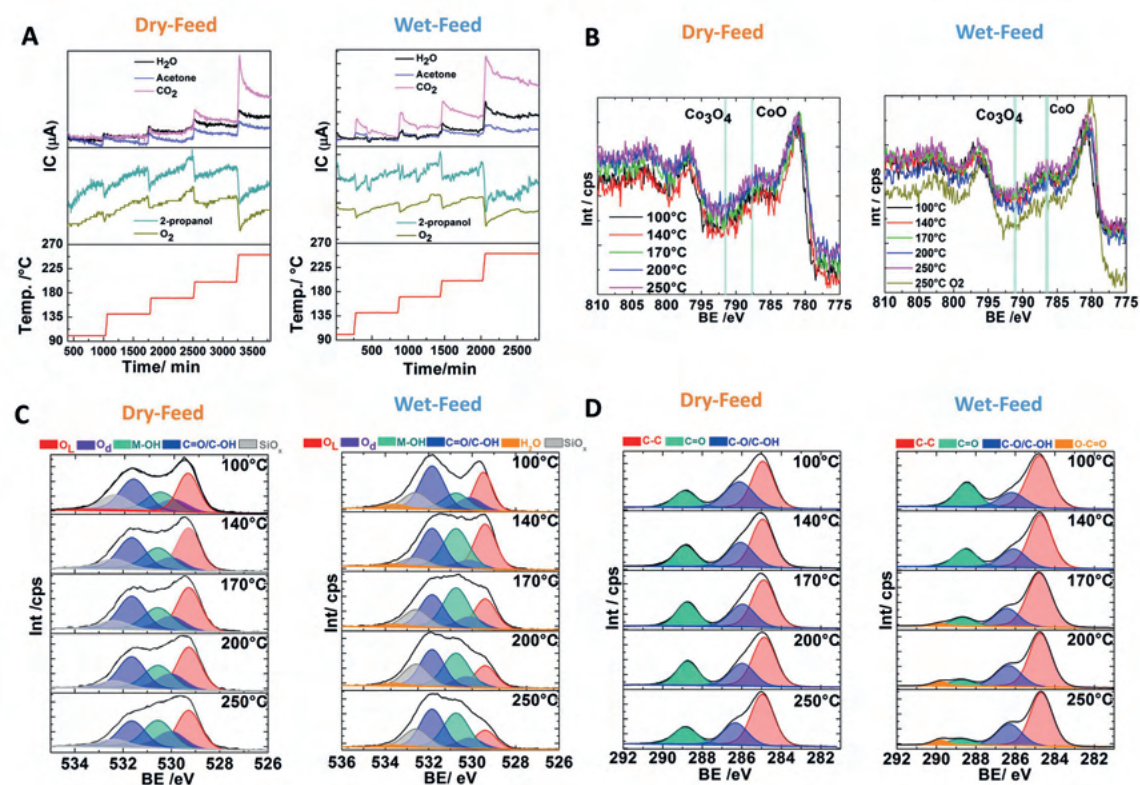 A
Dry-Feed
Wet-Feed
H₂O
Acetone
CO₂
H₂O
Acetone
CO₂
IC (µA)
IC (µA)
2-propanol
O₂
2-propanol
O₂
Temp./°C
270
225
180
135
90
500 1000 1500 2000 2500 3000 3500
Time/ min
Temp./°C
270
225
180
135
90
500 1000 1500 2000 2500
Time/min
B
Dry-Feed
Wet-Feed
Co₃O₄
CoO
Int / cps
100°C
140°C
170°C
200°C
250°C
810 805 800 795 790 785 780 775
BE /eV
Co₃O₄
CoO
Int / cps
100°C
140°C
170°C
200°C
250°C
250°C O2
810 805 800 795 790 785 780 775
BE /eV
C
Dry-Feed
Wet-Feed
O_L O_d M-OH C=O/C-OH SiOₓ
100°C
140°C
170°C
200°C
250°C
Int /cps
534 532 530 528 526
BE/ eV
O_L O_d M-OH C=O/C-OH H₂O SiOₓ
100°C
140°C
170°C
200°C
250°C
Int/ cps
536 534 532 530 528 526
BE/ eV
D
Dry-Feed
Wet-Feed
C-C C=O C-O/C-OH
100°C
140°C
170°C
200°C
250°C
Int /cps
292 290 288 286 284 282
BE/ eV
C-C C=O C-O/C-OH O-C=O
100°C
140°C
170°C
200°C
250°C
Int/ cps
292 290 288 286 284 282
BE/ eV